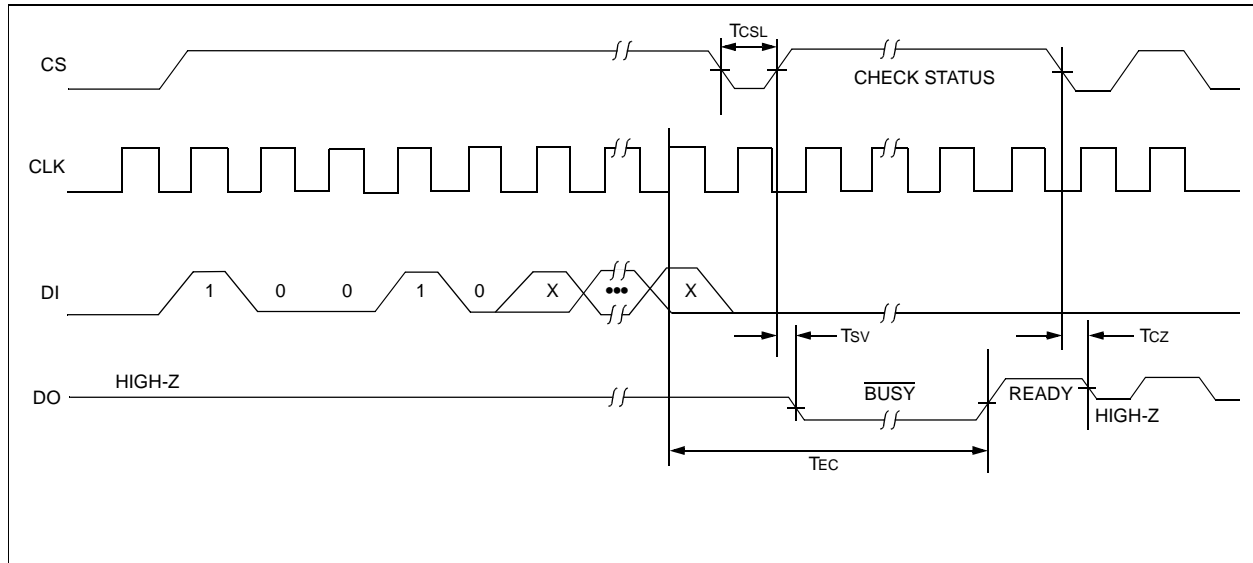 TCSL
CS
CHECK STATUS
CLK
DI
1 0 0 1 0 X ••• X
TSV
TCZ
HIGH-Z
DO
BUSY
READY
HIGH-Z
TEC